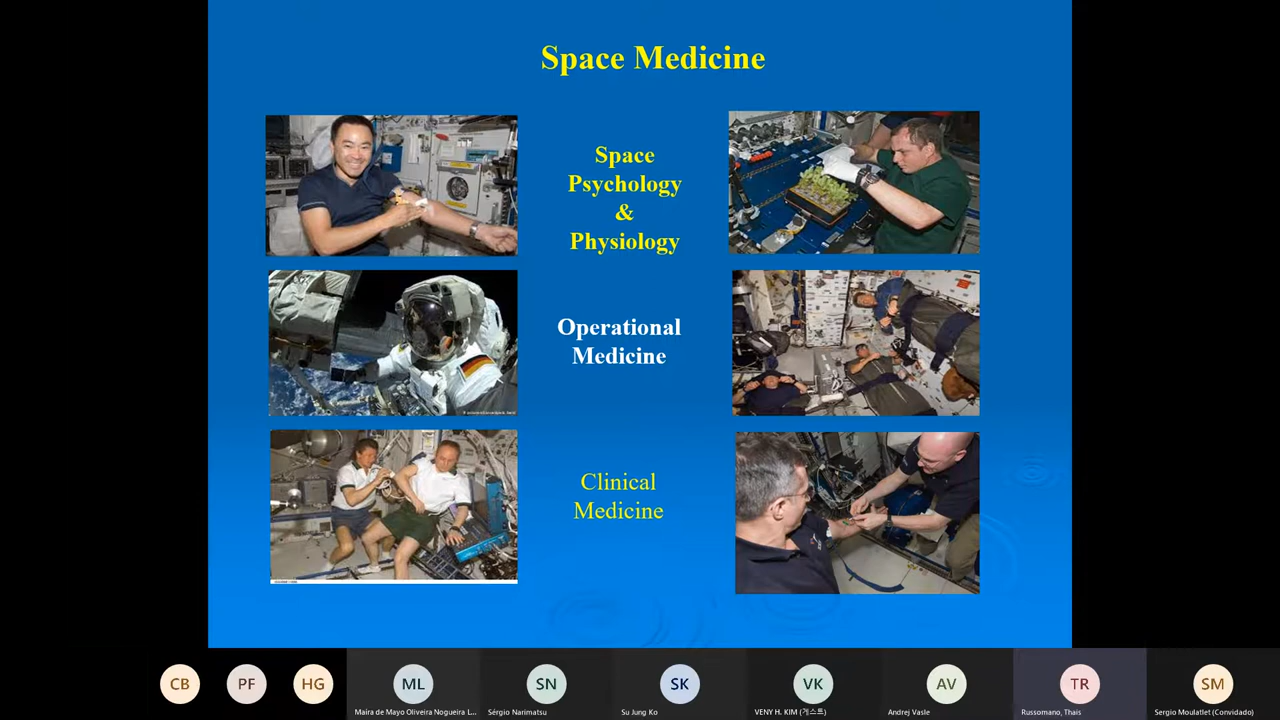 Space Medicine
Space
Psychology
&
Physiology
Operational
Medicine
Clinical
Medicine
CB
PF
HG
ML
SN
SK
VK
AV
TR
SM
Maira de Mayo Oliveira Nogueira L...
Sérgio Narimatsu
Su Jung Ko
VENY H. KIM (게스트)
Andrej Vasle
Russomano, Thais
Sergio Moulatlet (Convidado)